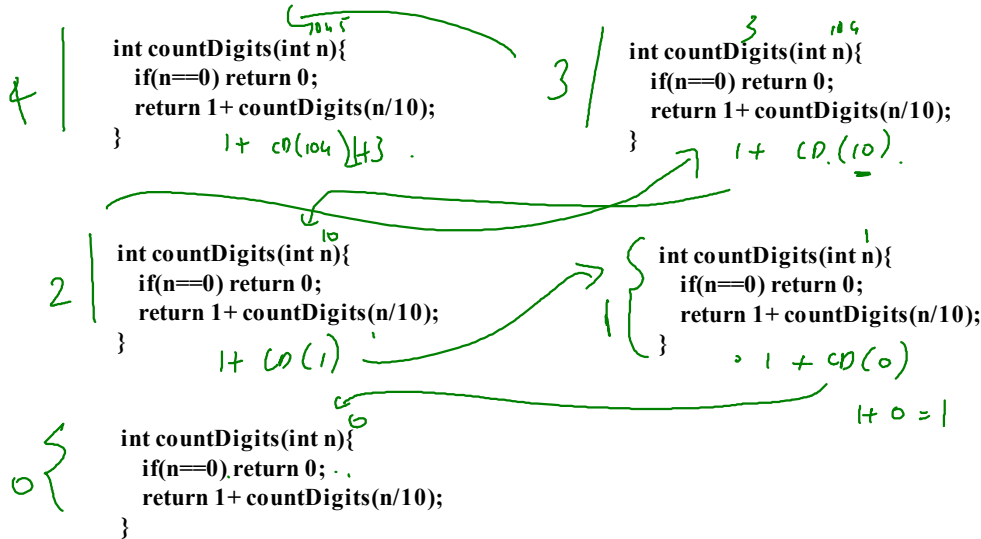 1045
int countDigits(int n){
if(n==0) return 0;
return 1+ countDigits(n/10);
}
4
1+ CD(104) 1+3
3 104
int countDigits(int n){
if(n==0) return 0;
return 1+ countDigits(n/10);
}
3
1+ CD(10)
10
int countDigits(int n){
if(n==0) return 0;
return 1+ countDigits(n/10);
}
2
1+ CD(1)
1
int countDigits(int n){
if(n==0) return 0;
return 1+ countDigits(n/10);
}
1
1 + CD(0)
1+ 0 = 1
0
int countDigits(int n){
if(n==0) return 0;
return 1+ countDigits(n/10);
}
0